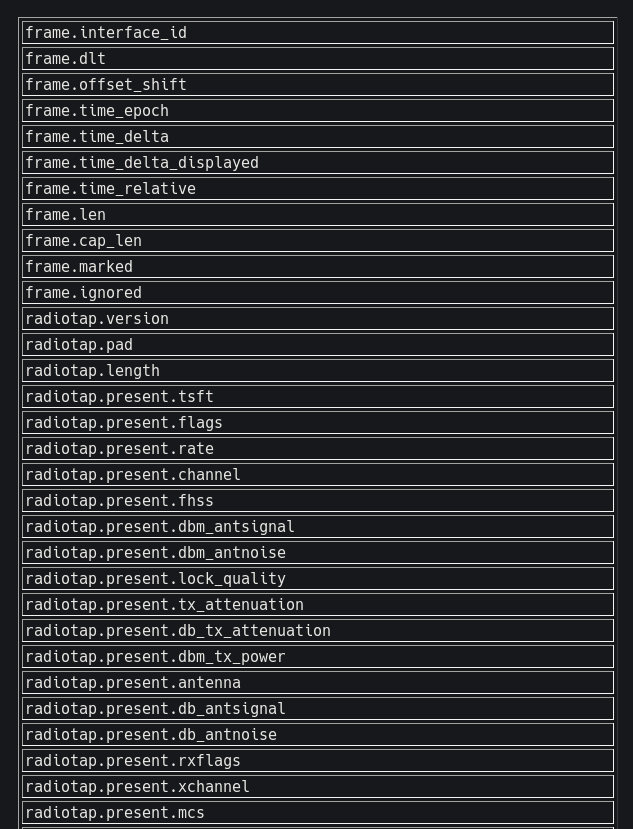 frame.interface_id
frame.dlt
frame.offset_shift
frame.time_epoch
frame.time_delta
frame.time_delta_displayed
frame.time_relative
frame.len
frame.cap_len
frame.marked
frame.ignored
radiotap.version
radiotap.pad
radiotap.length
radiotap.present.tsft
radiotap.present.flags
radiotap.present.rate
radiotap.present.channel
radiotap.present.fhss
radiotap.present.dbm_antsignal
radiotap.present.dbm_antnoise
radiotap.present.lock_quality
radiotap.present.tx_attenuation
radiotap.present.db_tx_attenuation
radiotap.present.dbm_tx_power
radiotap.present.antenna
radiotap.present.db_antsignal
radiotap.present.db_antnoise
radiotap.present.rxflags
radiotap.present.xchannel
radiotap.present.mcs